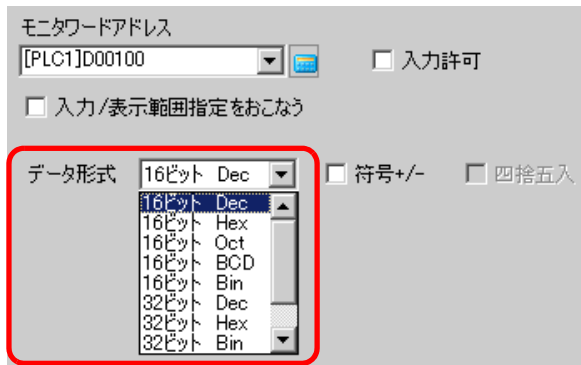 モニタワードアドレス
[PLC1]D00100
入力許可
入力/表示範囲指定をおこなう
データ形式 16ビット Dec 符号+/- 四捨五入
16ビット Dec
16ビット Hex
16ビット Oct
16ビット BCD
16ビット Bin
32ビット Dec
32ビット Hex
32ビット Bin